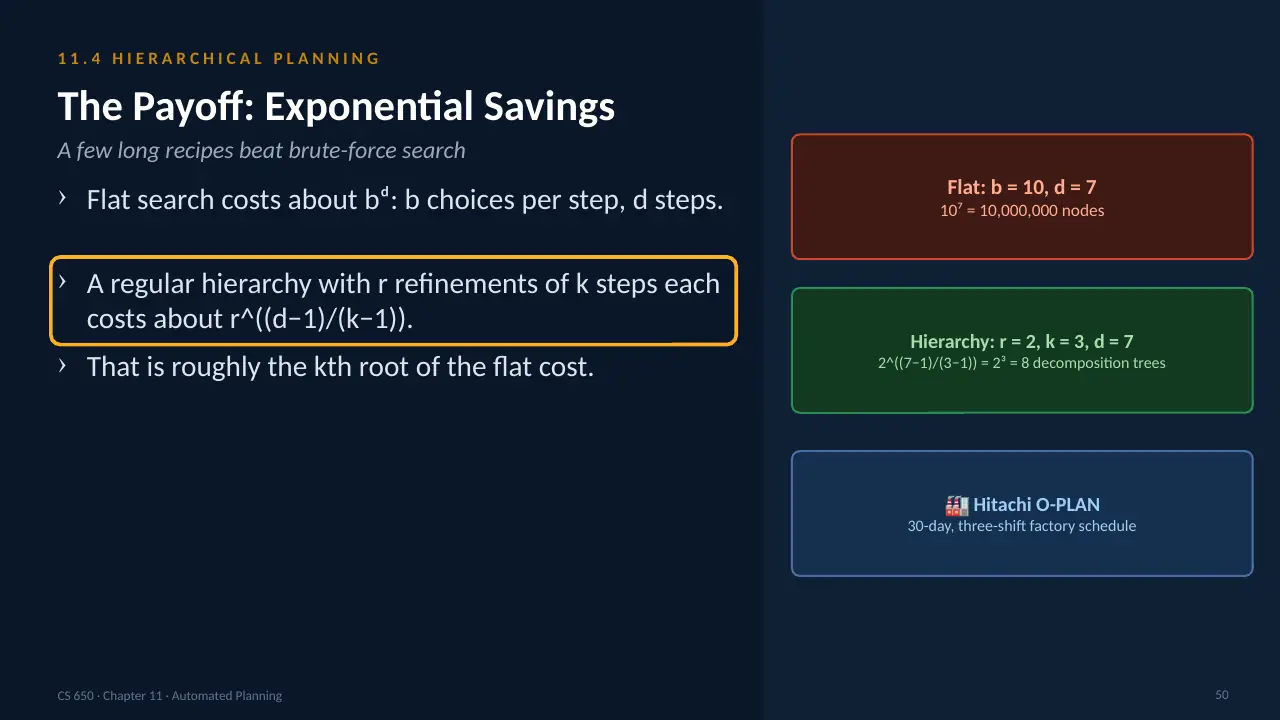 11.4 HIERARCHICAL PLANNING
The Payoff: Exponential Savings
A few long recipes beat brute-force search
› Flat search costs about bᵈ: b choices per step, d steps.
› A regular hierarchy with r refinements of k steps each
costs about r^((d−1)/(k−1)).
› That is roughly the kth root of the flat cost.
Flat: b = 10, d = 7
10⁷ = 10,000,000 nodes
Hierarchy: r = 2, k = 3, d = 7
2^((7−1)/(3−1)) = 2³ = 8 decomposition trees
🏭 Hitachi O-PLAN
30-day, three-shift factory schedule
CS 650 · Chapter 11 · Automated Planning
50